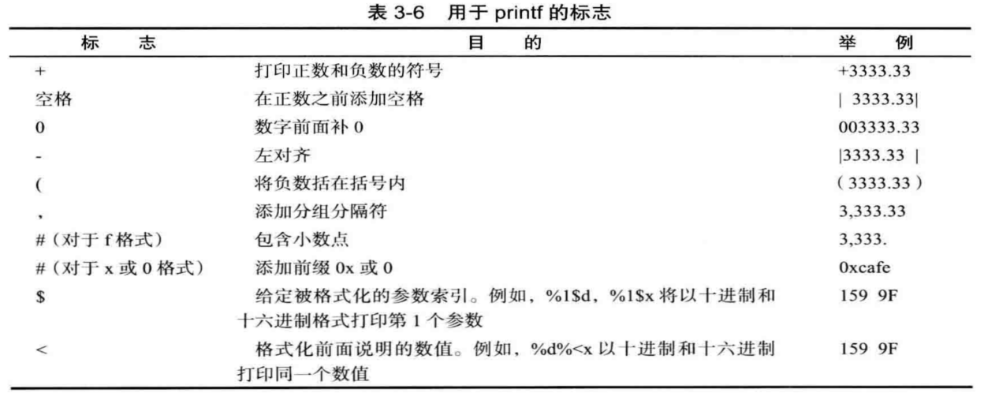 表 3-6 用于 printf 的标志
标 志 目 的 举 例
+ 打印正数和负数的符号 +3333.33
空格 在正数之前添加空格 | 3333.33|
0 数字前面补 0 003333.33
- 左对齐 |3333.33 |
( 将负数括在括号内 (3333.33)
, 添加分组分隔符 3,333.33
#(对于 f 格式) 包含小数点 3,333.
#(对于 x 或 0 格式) 添加前缀 0x 或 0 0xcafe
$ 给定被格式化的参数索引。例如,%1$d,%1$x 将以十进制和 159 9F
十六进制格式打印第 1 个参数
< 格式化前面说明的数值。例如,%d%<x 以十进制和十六进制 159 9F
打印同一个数值